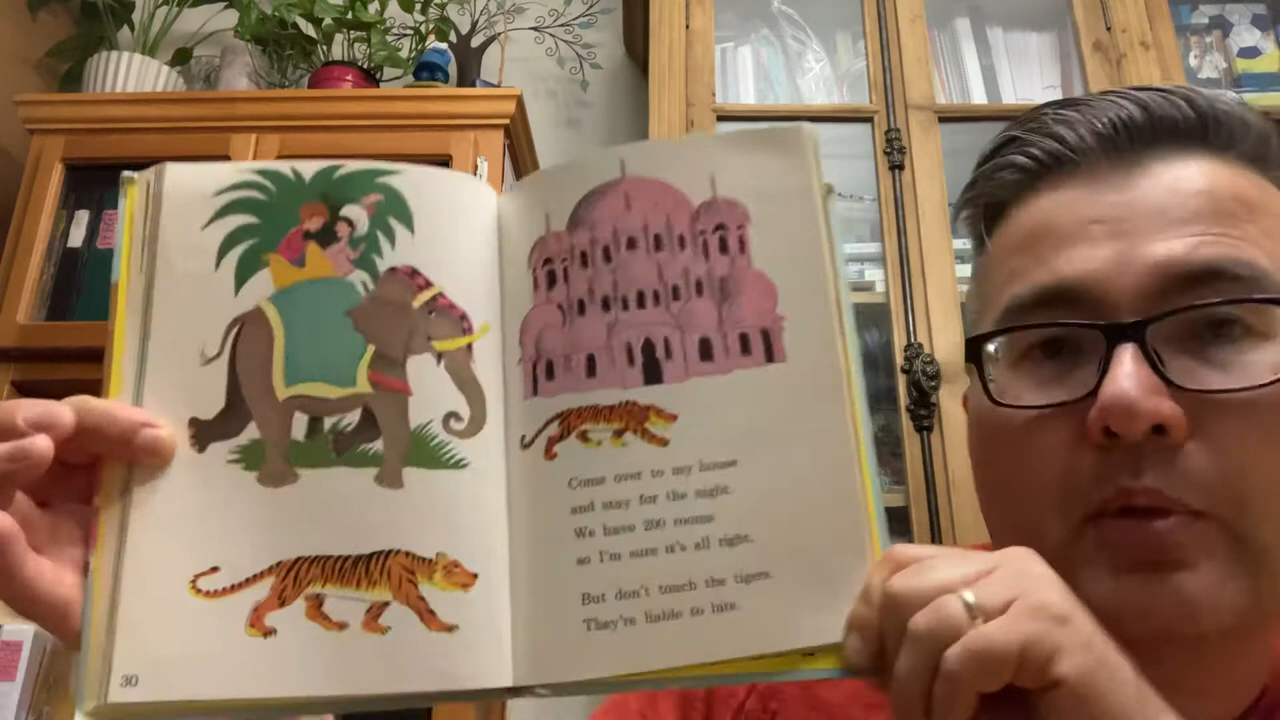 Come over to my house
and stay for the night.
We have 200 rooms
so I'm sure it's all right.
But don't touch the tigers.
They're liable to bite.
30